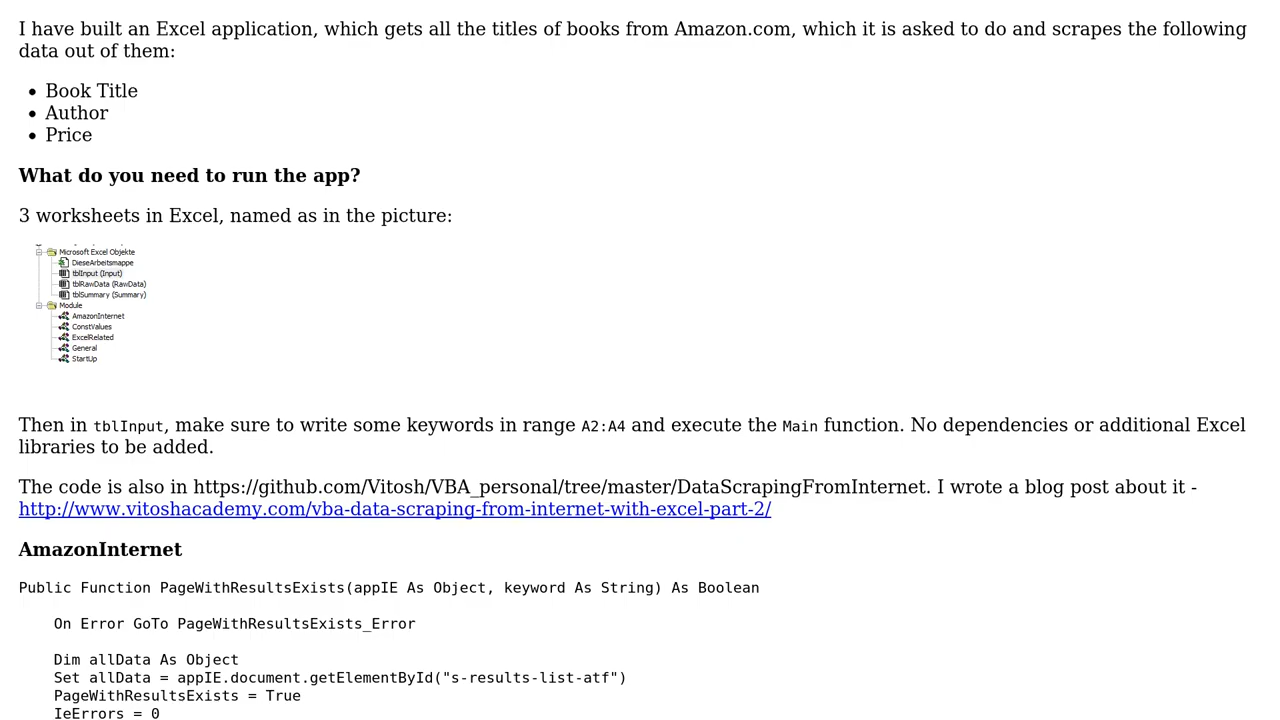 I have built an Excel application, which gets all the titles of books from Amazon.com, which it is asked to do and scrapes the following
data out of them:
Book Title
Author
Price
What do you need to run the app?
3 worksheets in Excel, named as in the picture:
Microsoft Excel Objekte
DieseArbeitsmappe
tblInput (Input)
tblRawData (RawData)
tblSummary (Summary)
Module
AmazonInternet
ConstValues
ExcelRelated
General
StartUp
Then in tblInput, make sure to write some keywords in range A2:A4 and execute the Main function. No dependencies or additional Excel
libraries to be added.
The code is also in https://github.com/Vitosh/VBA_personal/tree/master/DataScrapingFromInternet. I wrote a blog post about it -
http://www.vitoshacademy.com/vba-data-scraping-from-internet-with-excel-part-2/
AmazonInternet
Public Function PageWithResultsExists(appIE As Object, keyword As String) As Boolean
On Error GoTo PageWithResultsExists_Error
Dim allData As Object
Set allData = appIE.document.getElementById("s-results-list-atf")
PageWithResultsExists = True
IeErrors = 0